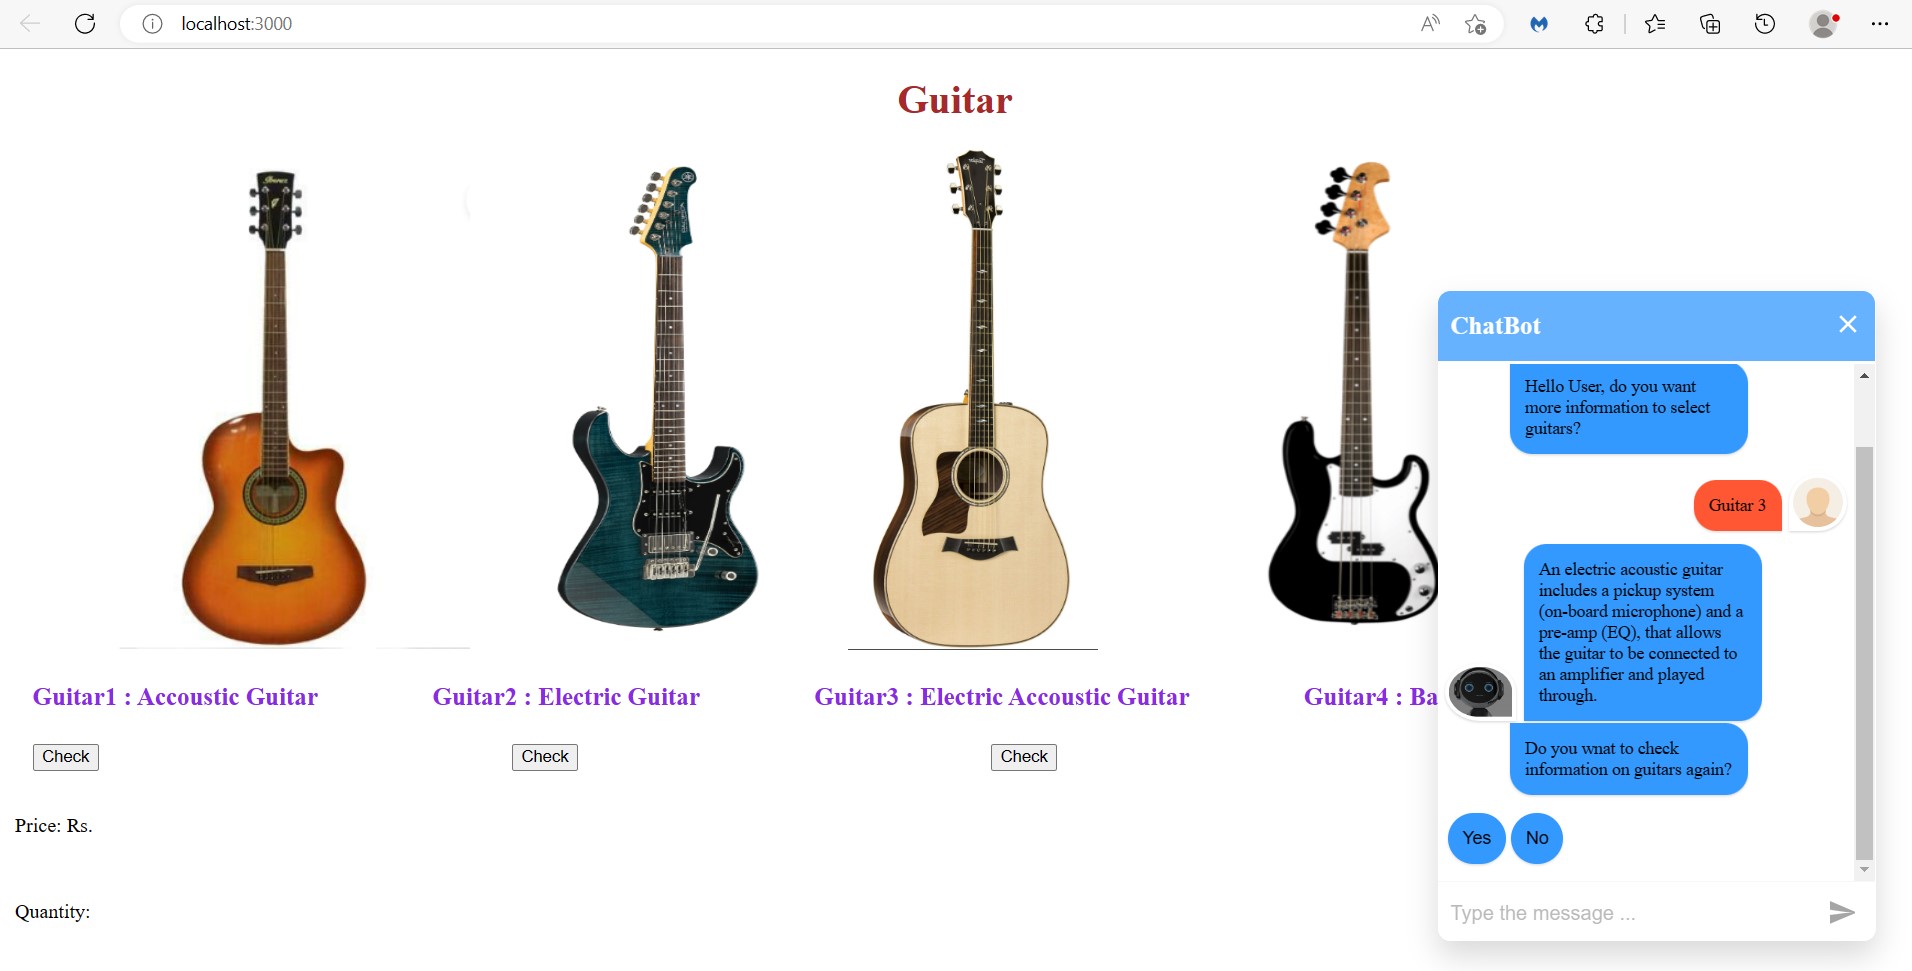 localhost:3000
Guitar
Guitar1 : Accoustic Guitar
Guitar2 : Electric Guitar
Guitar3 : Electric Accoustic Guitar
Guitar4 : Ba
Check
Check
Check
Price: Rs.
Quantity:
ChatBot
Hello User, do you want
more information to select
guitars?
Guitar 3
An electric acoustic guitar
includes a pickup system
(on-board microphone) and a
pre-amp (EQ), that allows
the guitar to be connected to
an amplifier and played
through.
Do you wnat to check
information on guitars again?
Yes
No
Type the message ...